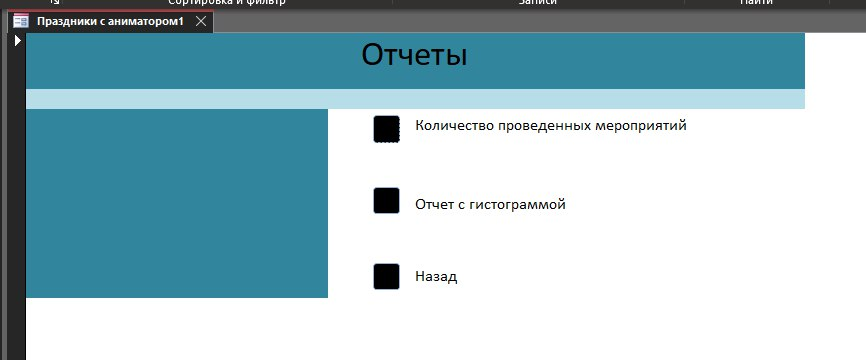 Сортировка и фильтр Записи Найти
Праздники с аниматором1
Отчеты
Количество проведенных мероприятий
Отчет с гистограммой
Назад